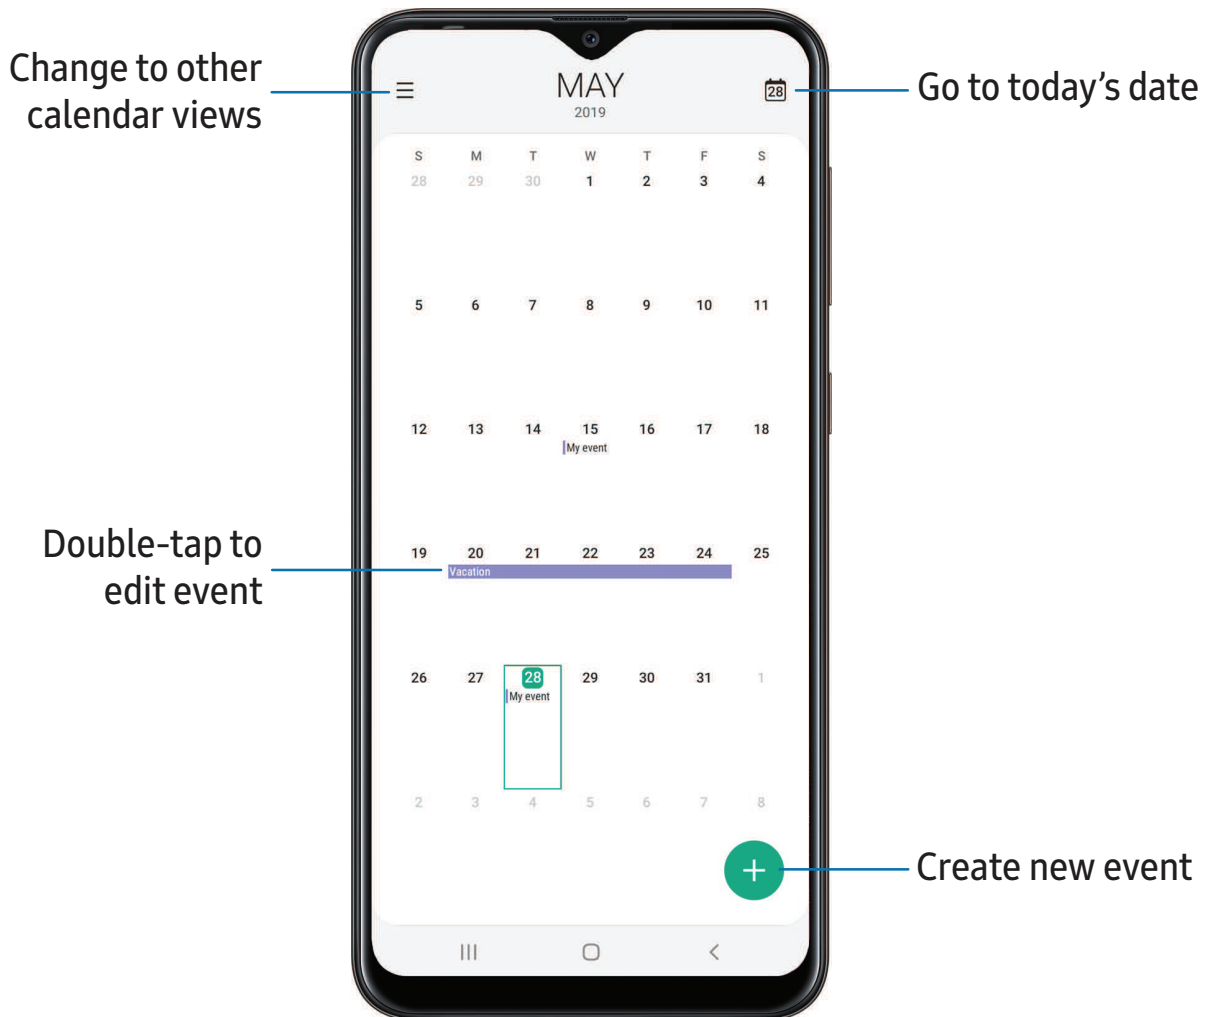 Change to other
calendar views
MAY
2019
28
Go to today's date
S M T W T F S
28 29 30 1 2 3 4
5 6 7 8 9 10 11
12 13 14 15 16 17 18
My event
Double-tap to
edit event
19 20 21 22 23 24 25
Vacation
26 27 28 29 30 31 1
My event
2 3 4 5 6 7 8
Create new event